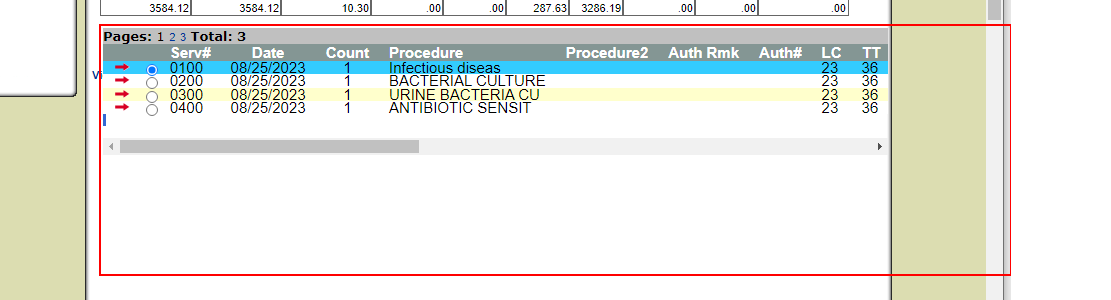 3584.12 3584.12 10.30 .00 .00 287.63 3286.19 .00 .00 .00
Pages: 1 2 3 Total: 3
Serv# Date Count Procedure Procedure2 Auth Rmk Auth# LC TT
0100 08/25/2023 1 Infectious diseas 23 36
0200 08/25/2023 1 BACTERIAL CULTURE 23 36
0300 08/25/2023 1 URINE BACTERIA CU 23 36
0400 08/25/2023 1 ANTIBIOTIC SENSIT 23 36